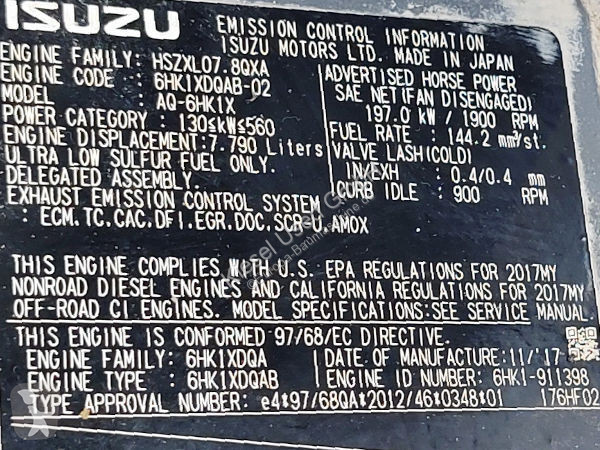 ISUZU
EMISSION CONTROL INFORMATION
ISUZU MOTORS LTD. MADE IN JAPAN
ENGINE FAMILY: HSZXL07.8QXA
ENGINE CODE : 6HK1XDQAB-02
MODEL : AQ-6HK1X
POWER CATEGORY : 130≤kW≤560
ENGINE DISPLACEMENT:7.790 Liters
ULTRA LOW SULFUR FUEL ONLY.
DELEGATED ASSEMBLY.
EXHAUST EMISSION CONTROL SYSTEM
: ECM.TC.CAC.DFI.EGR.DOC.SCR-U.AMOX
ADVERTISED HORSE POWER
SAE NET(FAN DISENGAGED)
197.0 kW / 1900 RPM
FUEL RATE : 144.2 mm³/st.
VALVE LASH(COLD)
IN/EXH : 0.4/0.4 mm
CURB IDLE : 900 RPM
THIS ENGINE COMPLIES WITH U.S. EPA REGULATIONS FOR 2017MY
NONROAD DIESEL ENGINES AND CALIFORNIA REGULATIONS FOR 2017MY
OFF-ROAD CI ENGINES. MODEL SPECIFICATIONS:SEE SERVICE MANUAL.
THIS ENGINE IS CONFORMED 97/68/EC DIRECTIVE.
ENGINE FAMILY: 6HK1XDQA
DATE OF MANUFACTURE:11/'17
ENGINE TYPE : 6HK1XDQAB
ENGINE ID NUMBER: 6HK1-911398
TYPE APPROVAL NUMBER: e4*97/68QA*2012/46*0348*01
176HF02